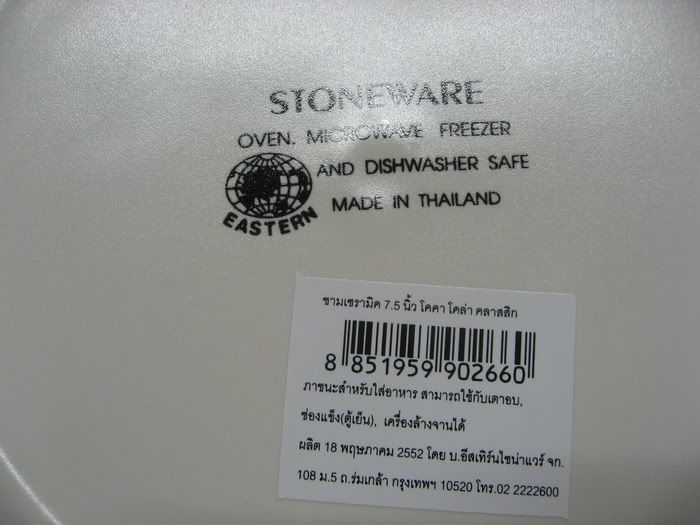 STONEWARE
OVEN. MICROWAVE FREEZER
AND DISHWASHER SAFE
MADE IN THAILAND
EASTERN
ชามเซรามิค 7.5 นิ้ว โคคา โคล่า คลาสสิก
8 851959 902660
ภาชนะสำหรับใส่อาหาร สามารถใช้กับเตาอบ,
ช่องแข็ง(ตู้เย็น), เครื่องล้างจานได้
ผลิต 18 พฤษภาคม 2552 โดย บ.อีสเทิร์นไชน่าแวร์ จก.
108 ม.5 ถ.ร่มเกล้า กรุงเทพฯ 10520 โทร.02 2222600